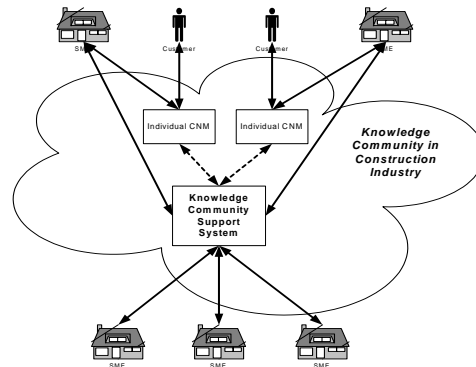 SME
Customer
Customer
SME
Individual CNM
Individual CNM
Knowledge
Community in
Construction
Industry
Knowledge
Community
Support
System
SME
SME
SME